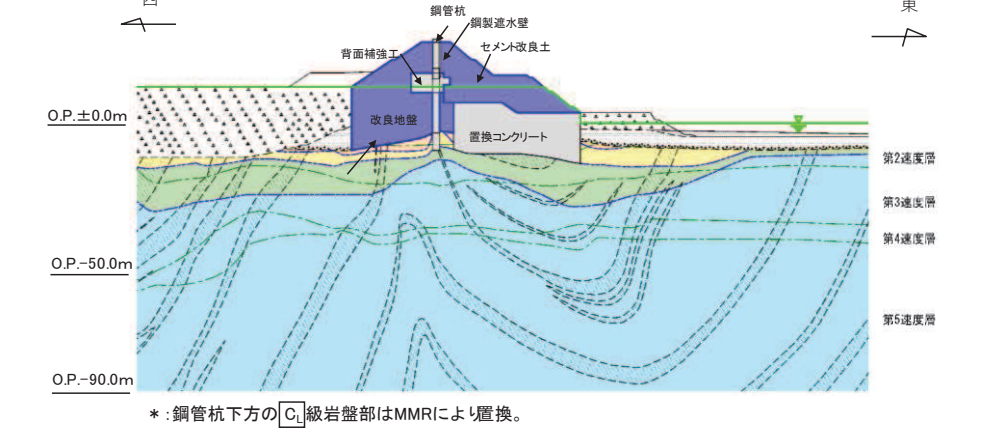 西
東
鋼管杭
鋼製遮水壁
背面補強工
セメント改良土
O.P.±0.0m
改良地盤
置換コンクリート
第2速度層
第3速度層
第4速度層
O.P.-50.0m
第5速度層
O.P.-90.0m
*:鋼管杭下方のCL級岩盤部はMMRにより置換。